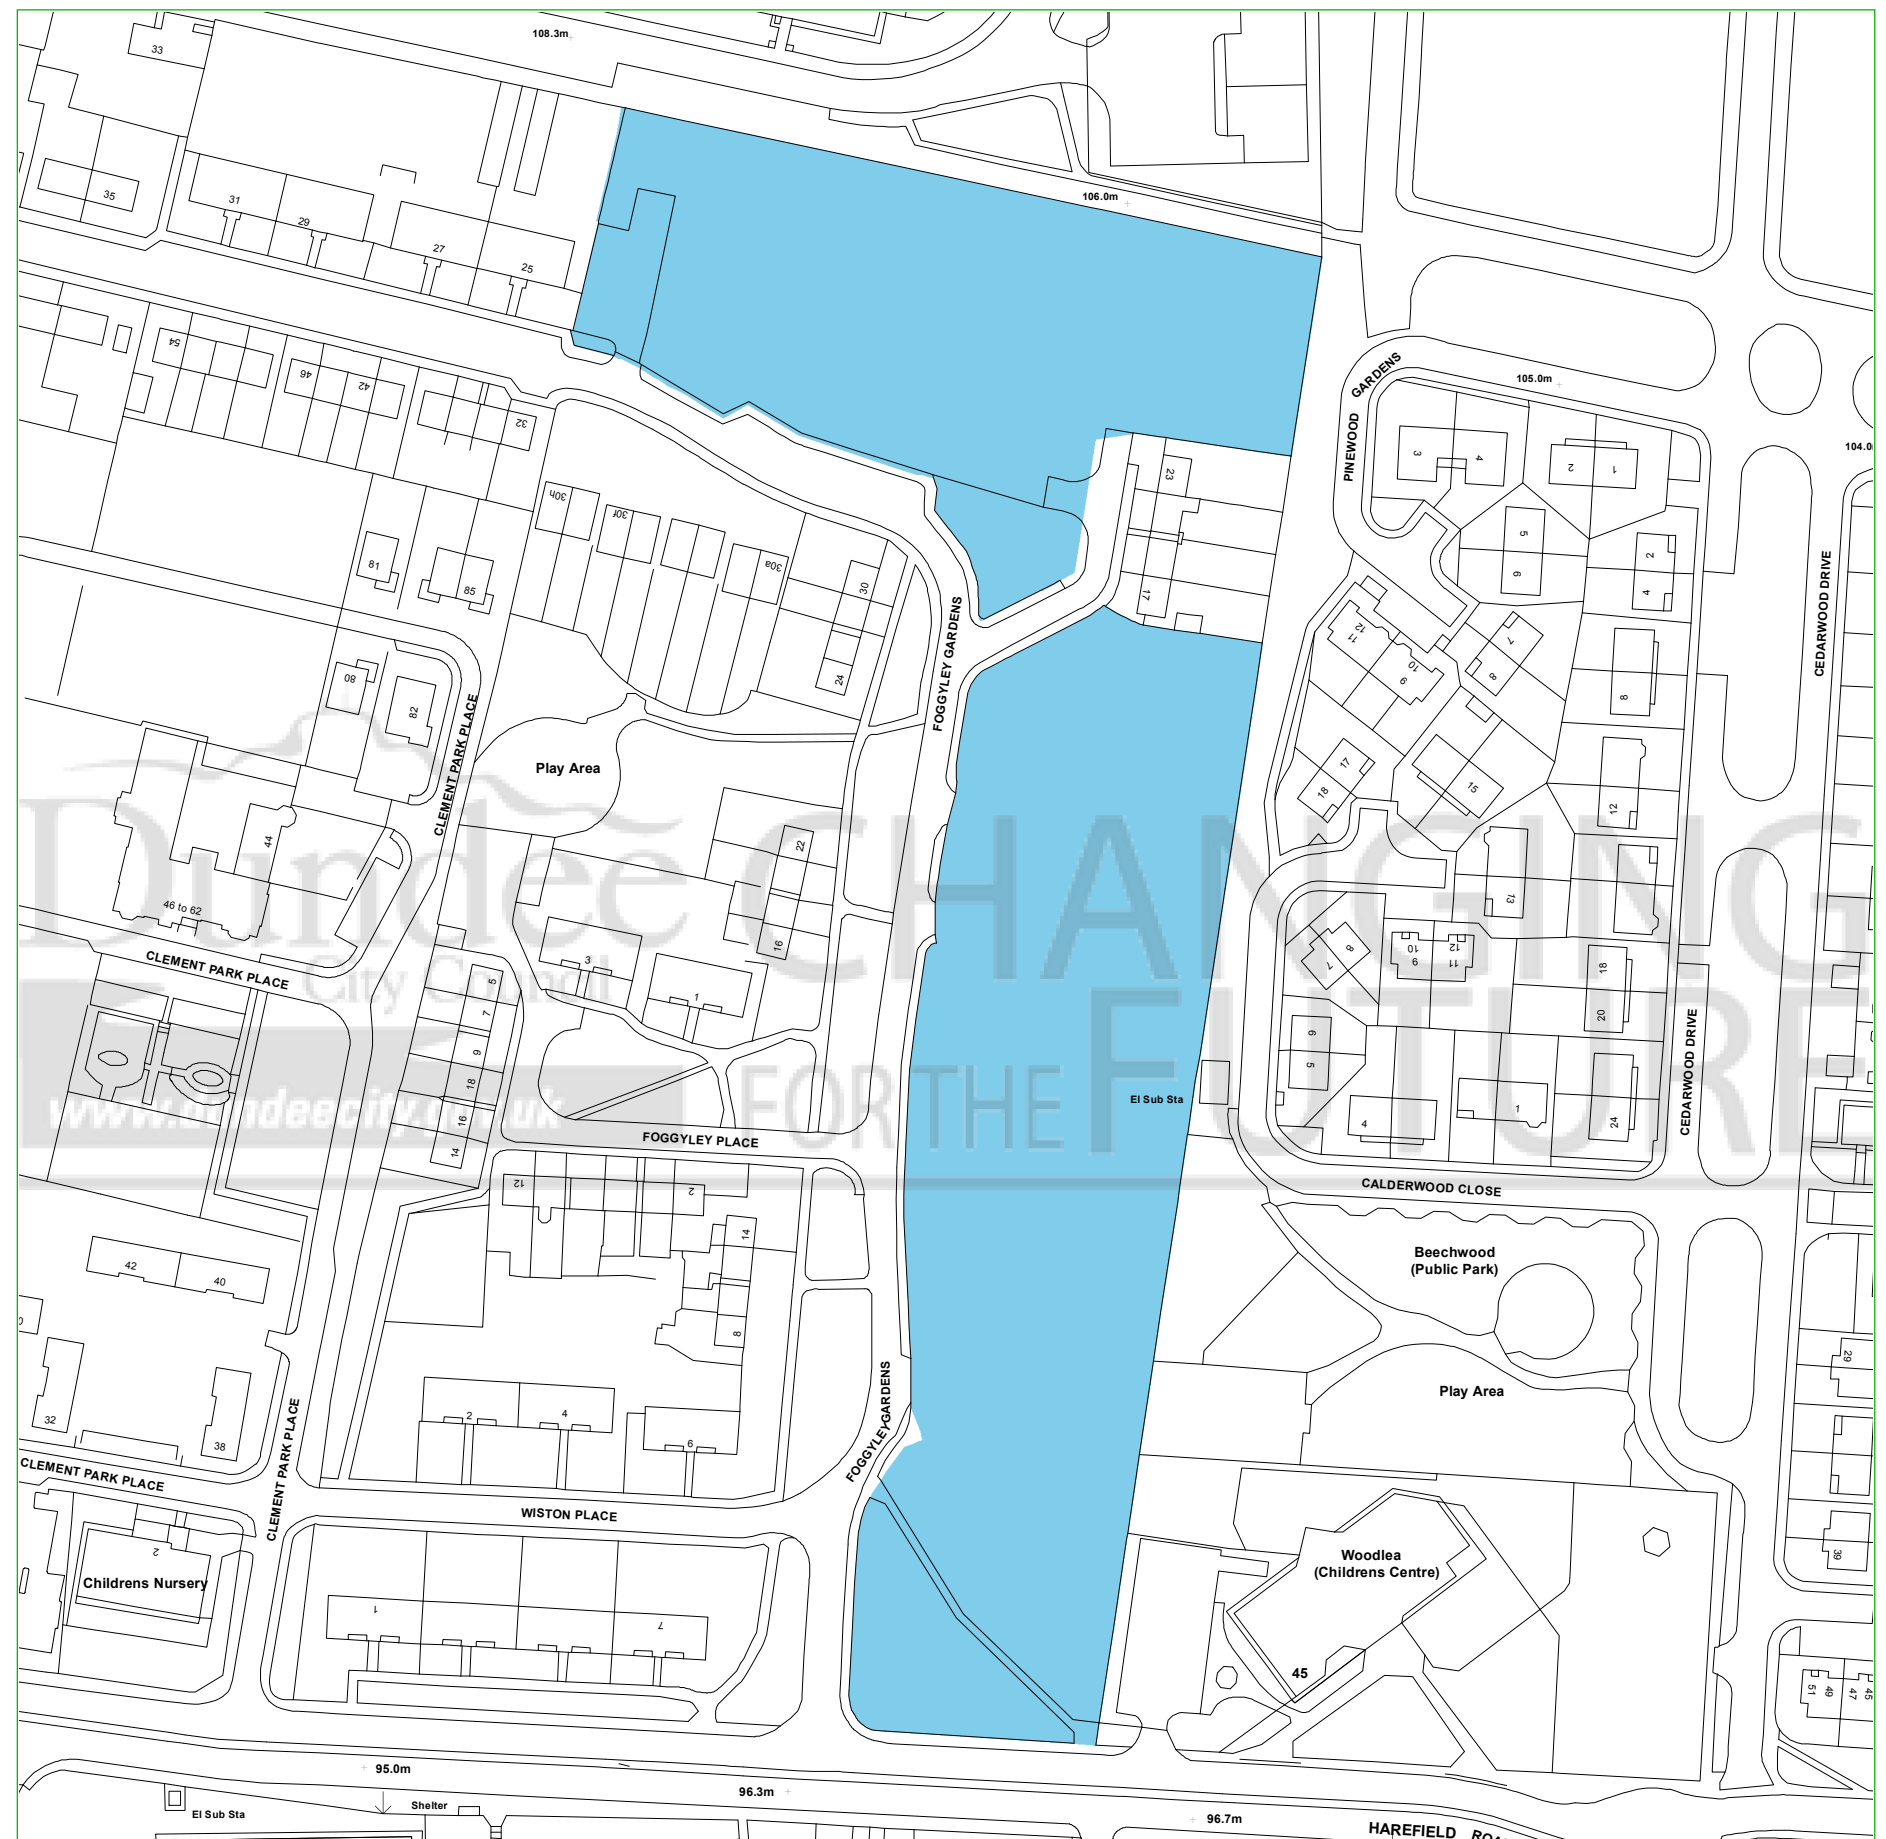 108.3m
33
106.0m
35
31
29
27
25
54
46
42
32
105.0m
104.0
PINEWOOD
GARDENS
3
4
2
1
23
17
30h
30f
30a
30
24
5
6
2
4
8
81
85
80
82
CEDARWOOD DRIVE
FOGGYLEY GARDENS
CLEMENT PARK PLACE
12
11
10
9
7
8
17
18
15
12
13
Play Area
44
46 to 62
22
16
3
1
CLEMENT PARK PLACE
Dundee
City Council
www.dundeecity.gov.uk
CHANGING
FOR THE FUTURE
5
7
9
18
16
14
8
7
10
9
12
11
18
20
6
5
4
1
24
CEDARWOOD DRIVE
El Sub Sta
FOGGYLEY PLACE
CALDERWOOD CLOSE
12
2
14
8
42
40
32
38
2
4
6
Beechwood
(Public Park)
Play Area
29
39
FOGGYLEY GARDENS
CLEMENT PARK PLACE
CLEMENT PARK PLACE
WISTON PLACE
2
Childrens Nursery
1
7
Woodlea
(Childrens Centre)
45
51
49
47
45
95.0m
96.3m
96.7m
El Sub Sta
Shelter
HAREFIELD